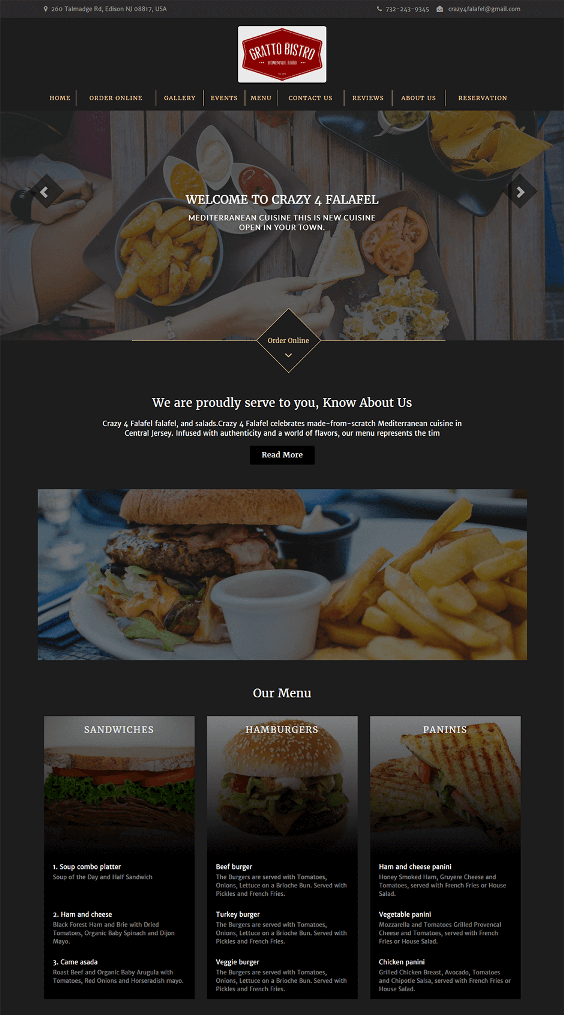 260 Talmadge Rd, Edison NJ 08817, USA
732-243-9345
crazy4falafel@gmail.com
GRATTO BISTRO
HOMEMADE FOOD
HOME
ORDER ONLINE
GALLERY
EVENTS
MENU
CONTACT US
REVIEWS
ABOUT US
RESERVATION
WELCOME TO CRAZY 4 FALAFEL
MEDITERRANEAN CUISINE THIS IS NEW CUISINE
OPEN IN YOUR TOWN.
Order Online
We are proudly serve to you, Know About Us
Crazy 4 Falafel falafel, and salads.Crazy 4 Falafel celebrates made-from-scratch Mediterranean cuisine in
Central Jersey. Infused with authenticity and a world of flavors, our menu represents the tim
Read More
Our Menu
SANDWICHES
1. Soup combo platter
Soup of the Day and Half Sandwich
2. Ham and cheese
Black Forest Ham and Brie with Dried
Tomatoes, Organic Baby Spinach and Dijon
Mayo.
3. Carne asada
Roast Beef and Organic Baby Arugula with
Tomatoes, Red Onions and Horseradish mayo.
HAMBURGERS
Beef burger
The Burgers are served with Tomatoes,
Onions, Lettuce on a Brioche Bun. Served with
Pickles and French Fries.
Turkey burger
The Burgers are served with Tomatoes,
Onions, Lettuce on a Brioche Bun. Served with
Pickles and French Fries.
Veggie burger
The Burgers are served with Tomatoes,
Onions, Lettuce on a Brioche Bun. Served with
Pickles and French Fries.
PANINIS
Ham and cheese panini
Honey Smoked Ham, Gruyere Cheese and
Tomatoes, served with French Fries or House
Salad.
Vegetable panini
Mozzarella and Tomatoes Grilled Provencal
Cheese and Tomatoes, served with French
Fries or House Salad.
Chicken panini
Grilled Chicken Breast, Avocado, Tomatoes
and Chipotle Salsa, served with French Fries or
House Salad.